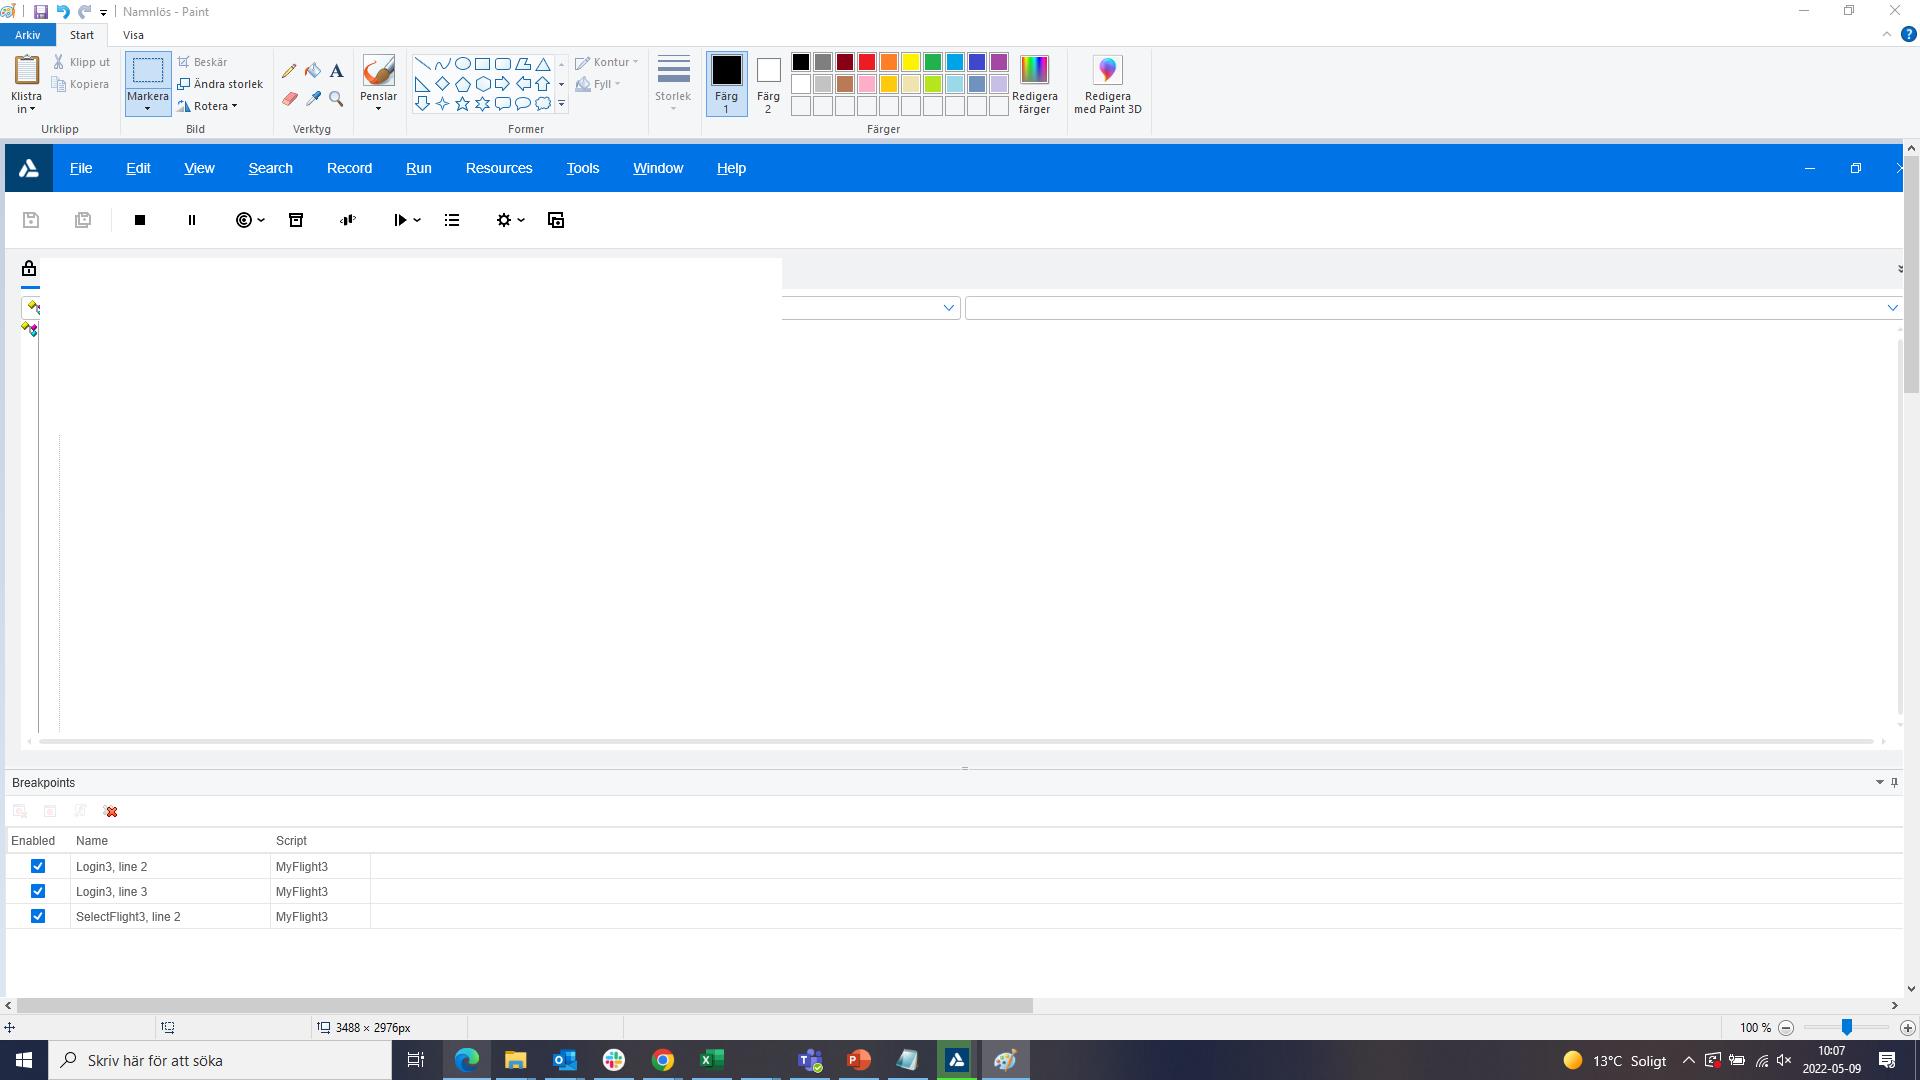 Namnlös - Paint
Arkiv Start Visa
Klistra in
Klipp ut
Kopiera
Urklipp
Markera
Beskär
Ändra storlek
Rotera
Bild
Verktyg
Penslar
Kontur
Fyll
Former
Storlek
Färg 1
Färg 2
Redigera färger
Färger
Redigera med Paint 3D
File Edit View Search Record Run Resources Tools Window Help
Breakpoints
Enabled Name Script
Login3, line 2 MyFlight3
Login3, line 3 MyFlight3
SelectFlight3, line 2 MyFlight3
3488 × 2976px
100 %
Skriv här för att söka
13°C Soligt
10:07
2022-05-09